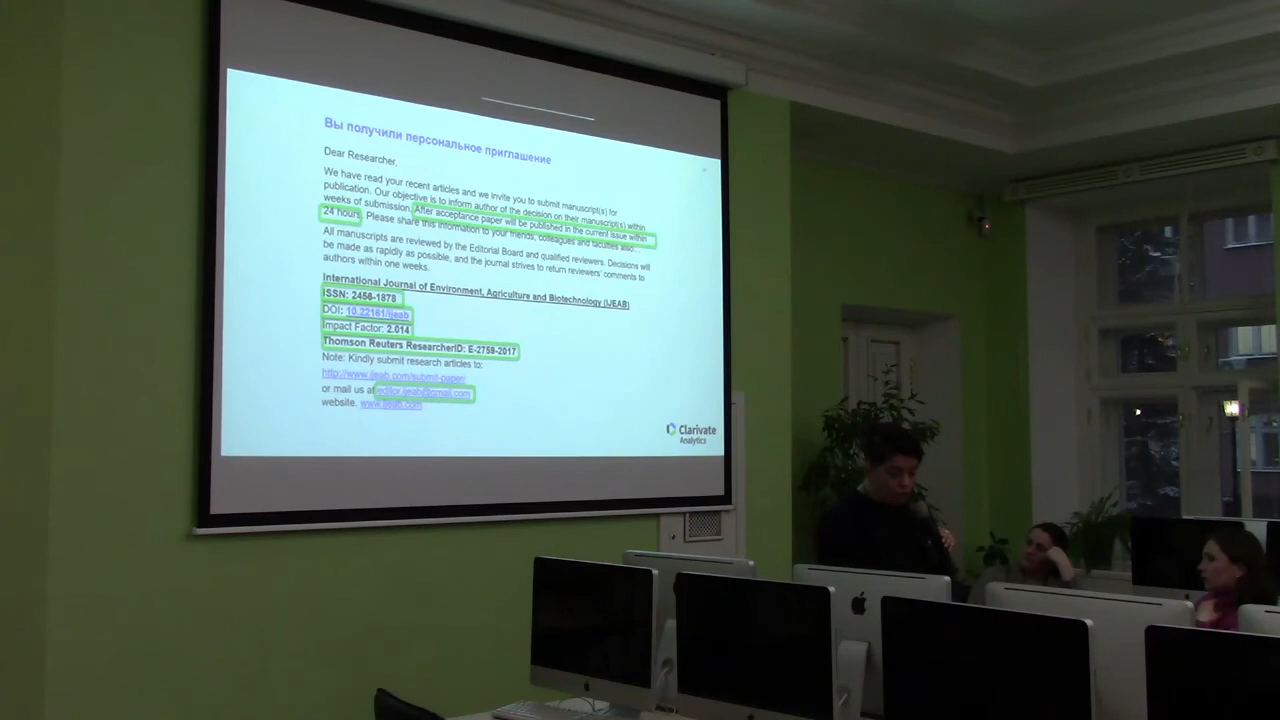 Вы получили персональное приглашение
Dear Researcher,
We have read your recent articles and we invite you to submit manuscript(s) for
publication. Our objective is to inform author of the decision on their manuscript(s) within
weeks of submission. After acceptance paper will be published in the current issue within
24 hours. Please share this information to your friends, colleagues and faculties also...
All manuscripts are reviewed by the Editorial Board and qualified reviewers. Decisions will
be made as rapidly as possible, and the journal strives to return reviewers' comments to
authors within one weeks.
International Journal of Environment, Agriculture and Biotechnology (IJEAB)
ISSN: 2456-1878
DOI: 10.22161/ijeab
Impact Factor: 2.014
Thomson Reuters ResearcherID: E-2759-2017
Note: Kindly submit research articles to:
http://www.ijeab.com/submit-paper/
or mail us at editor.ijeab@gmail.com
website. www.ijeab.com
Clarivate
Analytics